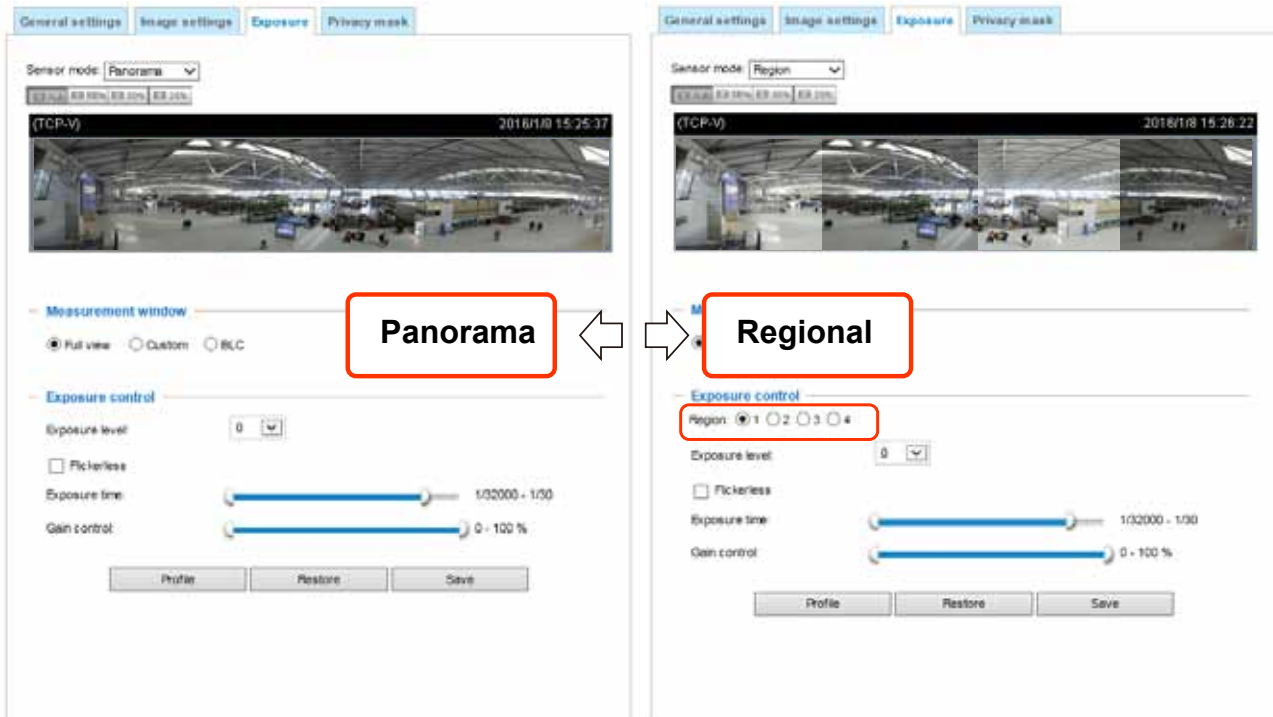 General settings Image settings Exposure Privacy mask
Sensor mode: Panorama
(TCP-V) 2016/1/8 15:25:37
Measurement window
Full view Custom BLC
Exposure control
Exposure level: 0
Flickerless
Exposure time 1/32000 - 1/30
Gain control: 0 - 100 %
Profile Restore Save
Panorama
Regional
General settings Image settings Exposure Privacy mask
Sensor mode: Region
(TCP-V) 2016/1/8 15:26:22
M
Exposure control
Region: 1 2 3 4
Exposure level: 0
Flickerless
Exposure time 1/32000 - 1/30
Gain control: 0 - 100 %
Profile Restore Save